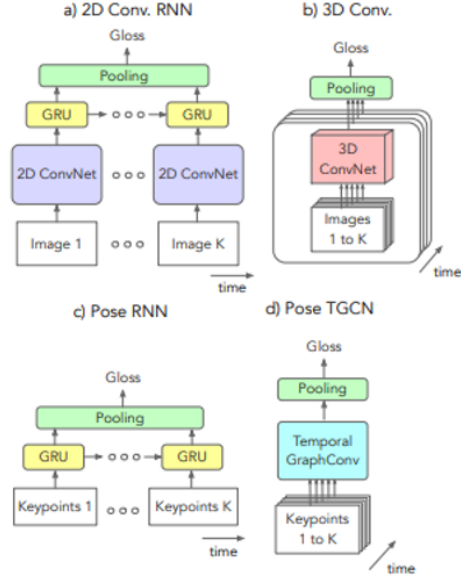 a) 2D Conv. RNN
Gloss
Pooling
GRU
GRU
2D ConvNet
2D ConvNet
Image 1
Image K
time
b) 3D Conv.
Gloss
Pooling
3D
ConvNet
Images
1 to K
time
c) Pose RNN
Gloss
Pooling
GRU
GRU
Keypoints 1
Keypoints K
time
d) Pose TGCN
Gloss
Pooling
Temporal
GraphConv
Keypoints
1 to K
time